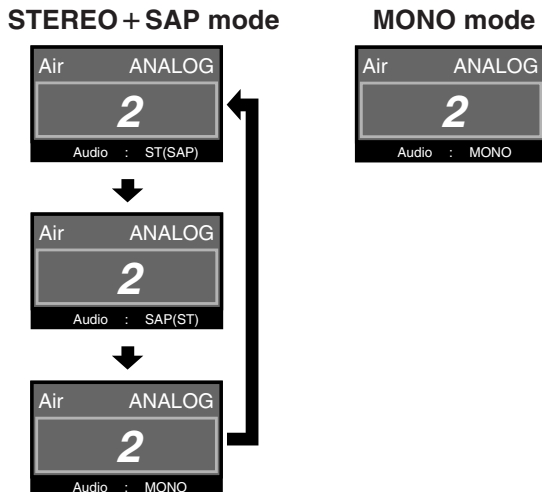 STEREO+SAP mode
Air ANALOG
2
Audio : ST(SAP)
Air ANALOG
2
Audio : SAP(ST)
Air ANALOG
2
Audio : MONO
MONO mode
Air ANALOG
2
Audio : MONO